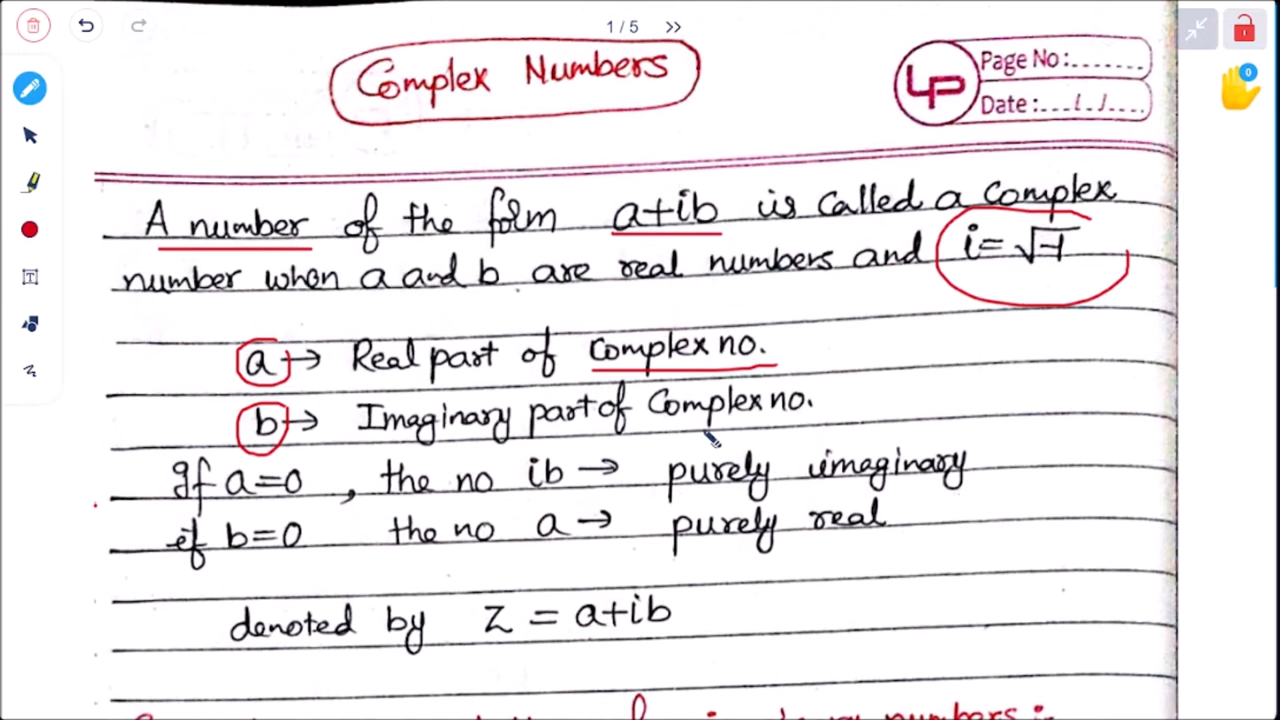 1 / 5 >>
Complex Numbers
LP
Page No :.......
Date :.../../....
0
A number of the form a+ib is called a complex
number when a and b are real numbers and i = √-1
a → Real part of complex no.
b → Imaginary part of Complex no.
If a=0 , the no ib → purely imaginary
if b=0 the no a → purely real
denoted by Z = a+ib